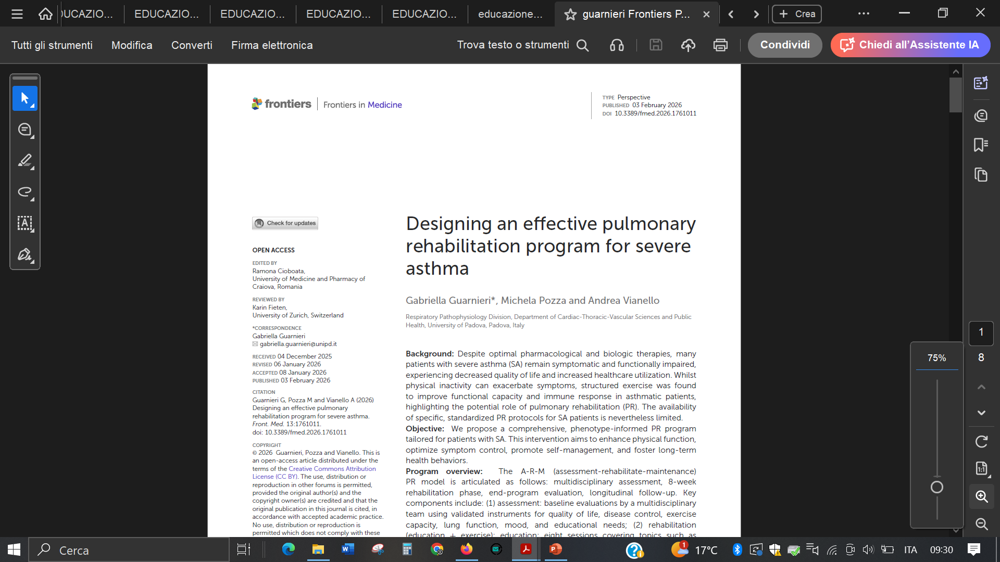 DUCAZIO...
EDUCAZIO...
EDUCAZIO...
EDUCAZIO...
EDUCAZIO...
educazione...
guarnieri Frontiers P...
Crea
Tutti gli strumenti
Modifica
Converti
Firma elettronica
Trova testo o strumenti
Condividi
Chiedi all’Assistente IA
frontiers
Frontiers in Medicine
TYPE Perspective
PUBLISHED 03 February 2026
DOI 10.3389/fmed.2026.1761011
Check for updates
OPEN ACCESS
EDITED BY
Ramona Cioboata,
University of Medicine and Pharmacy of
Craiova, Romania
REVIEWED BY
Karin Fieten,
University of Zurich, Switzerland
*CORRESPONDENCE
Gabriella Guarnieri
gabriella.guarnieri@unipd.it
RECEIVED 04 December 2025
REVISED 06 January 2026
ACCEPTED 08 January 2026
PUBLISHED 03 February 2026
CITATION
Guarnieri G, Pozza M and Vianello A (2026)
Designing an effective pulmonary
rehabilitation program for severe asthma.
Front. Med. 13:1761011.
doi: 10.3389/fmed.2026.1761011
COPYRIGHT
© 2026 Guarnieri, Pozza and Vianello. This is
an open-access article distributed under the
terms of the Creative Commons Attribution
License (CC BY). The use, distribution or
reproduction in other forums is permitted,
provided the original author(s) and the
copyright owner(s) are credited and that the
original publication in this journal is cited, in
accordance with accepted academic practice.
No use, distribution or reproduction is
permitted which does not comply with these
Designing an effective pulmonary
rehabilitation program for severe
asthma
Gabriella Guarnieri*, Michela Pozza and Andrea Vianello
Respiratory Pathophysiology Division, Department of Cardiac-Thoracic-Vascular Sciences and Public
Health, University of Padova, Padova, Italy
Background: Despite optimal pharmacological and biologic therapies, many
patients with severe asthma (SA) remain symptomatic and functionally impaired,
experiencing decreased quality of life and increased healthcare utilization. Whilst
physical inactivity can exacerbate symptoms, structured exercise was found
to improve functional capacity and immune response in asthmatic patients,
highlighting the potential role of pulmonary rehabilitation (PR). The availability
of specific, standardized PR protocols for SA patients is nevertheless limited.
Objective: We propose a comprehensive, phenotype-informed PR program
tailored for patients with SA. This intervention aims to enhance physical function,
optimize symptom control, promote self-management, and foster long-term
health behaviors.
Program overview: The A-R-M (assessment-rehabilitate-maintenance)
PR model is articulated as follows: multidisciplinary assessment, 8-week
rehabilitation phase, end-program evaluation, longitudinal follow-up. Key
components include: (1) assessment: baseline evaluations by a multidisciplinary
team using validated instruments for quality of life, disease control, exercise
capacity, lung function, mood, and educational needs; (2) rehabilitation
(education + exercise): education: eight sessions covering topics such as
1
8
75%
1:1
Cerca
1
17°C
ITA
09:30